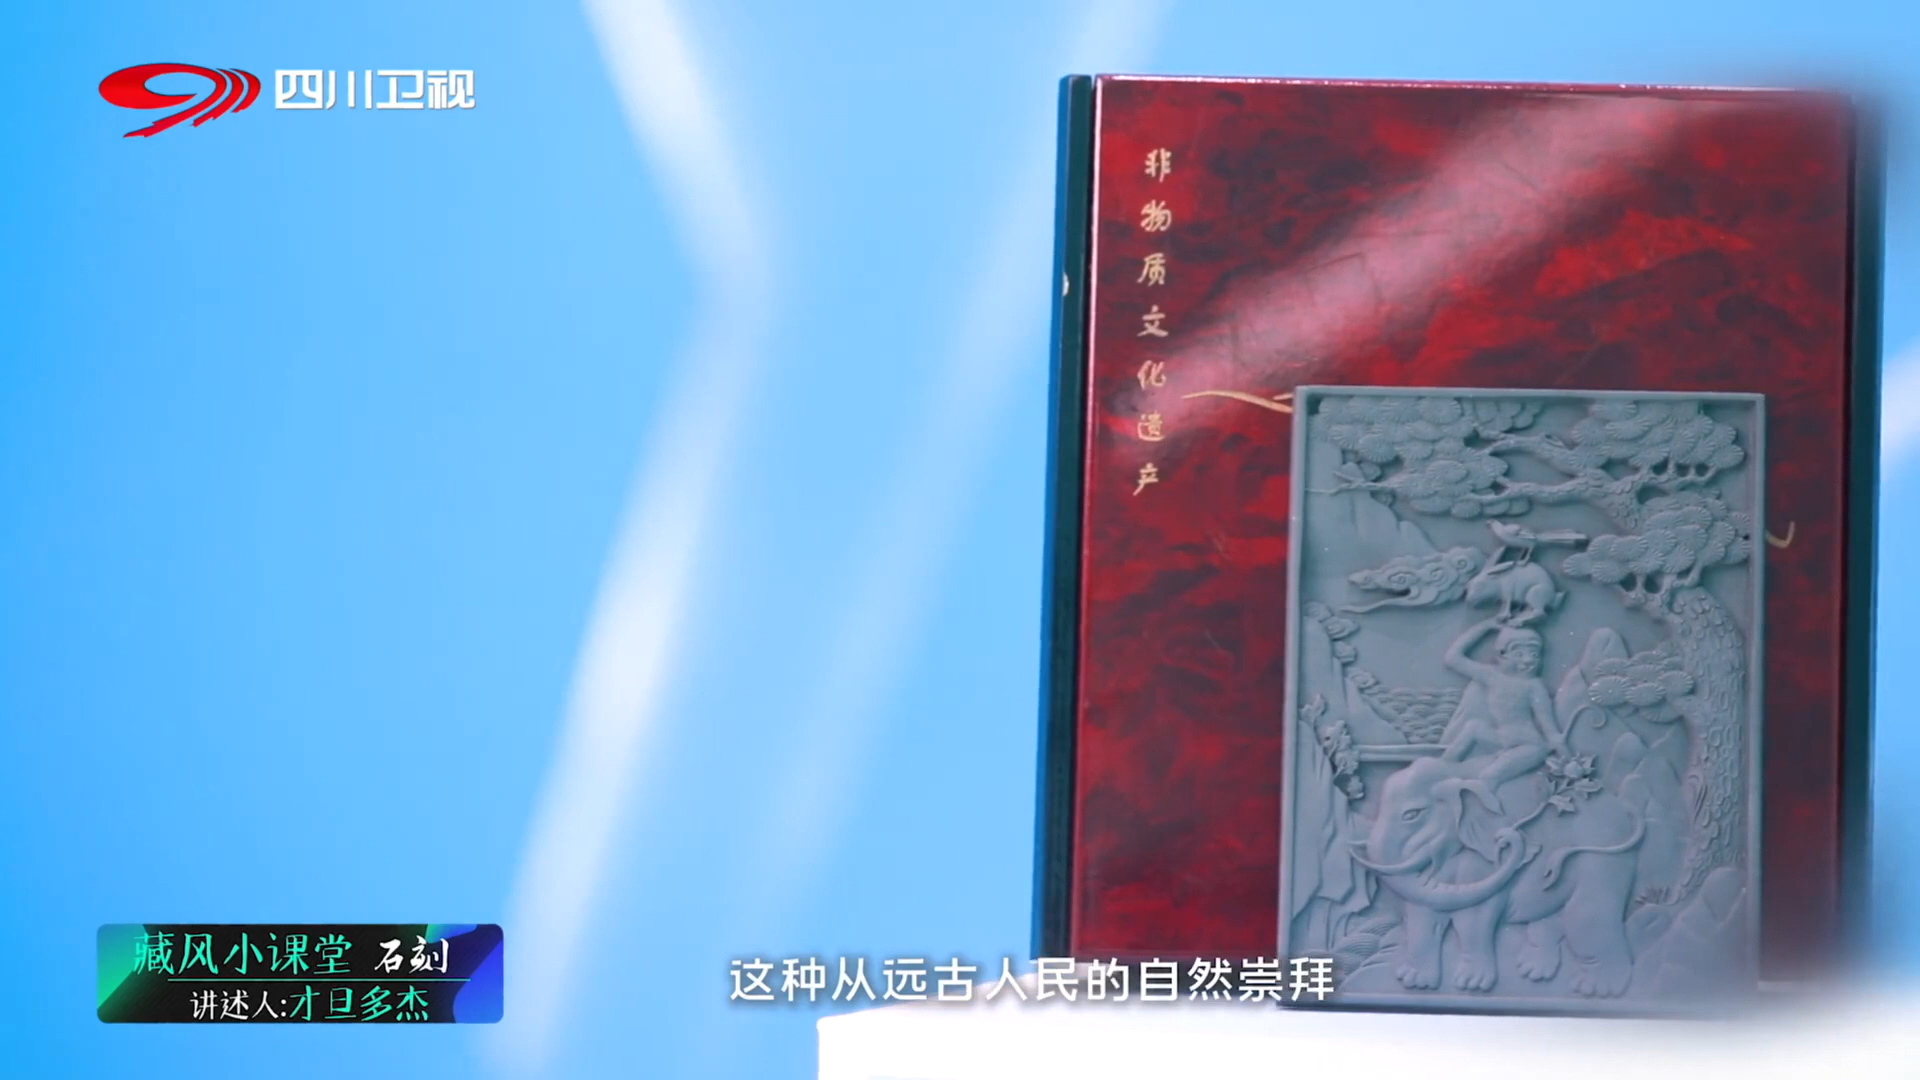 四川卫视
非物质文化遗产
藏风小课堂 石刻
讲述人:才旦多杰
这种从远古人民的自然崇拜